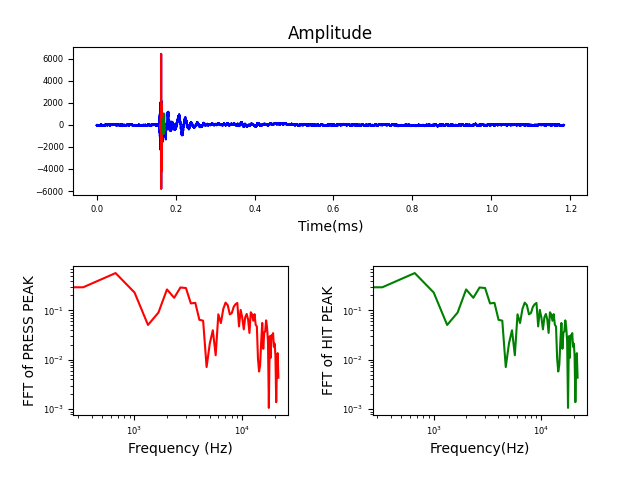 Amplitude
6000
4000
2000
0
−2000
−4000
−6000
0.0 0.2 0.4 0.6 0.8 1.0 1.2
Time(ms)
FFT of PRESS PEAK
10⁻¹
10⁻²
10⁻³
10³ 10⁴
Frequency (Hz)
FFT of HIT PEAK
10⁻¹
10⁻²
10⁻³
10³ 10⁴
Frequency(Hz)